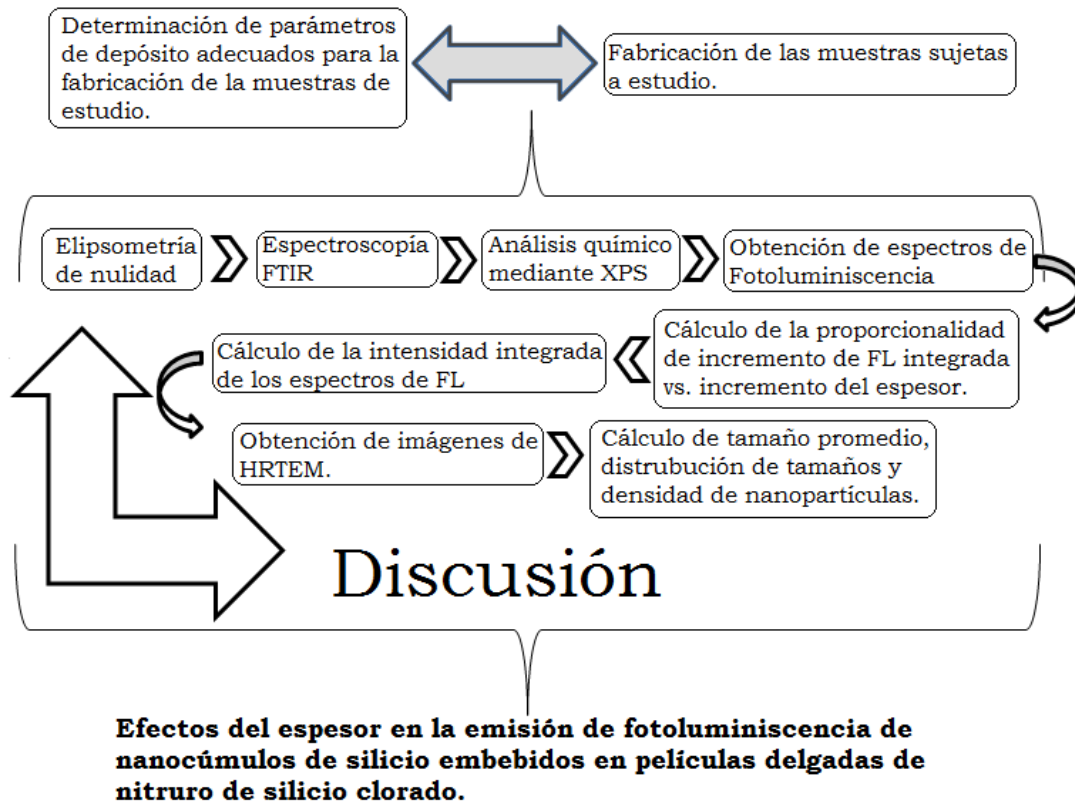 Determinación de parámetros
de depósito adecuados para la
fabricación de la muestras de
estudio.
Fabricación de las muestras sujetas
a estudio.
Elipsometría
de nulidad
Espectroscopía
FTIR
Análisis químico
mediante XPS
Obtención de espectros de
Fotoluminiscencia
Cálculo de la proporcionalidad
de incremento de FL integrada
vs. incremento del espesor.
Cálculo de la intensidad integrada
de los espectros de FL
Obtención de imágenes de
HRTEM.
Cálculo de tamaño promedio,
distrubución de tamaños y
densidad de nanopartículas.
Discusión
Efectos del espesor en la emisión de fotoluminiscencia de
nanocúmulos de silicio embebidos en películas delgadas de
nitruro de silicio clorado.